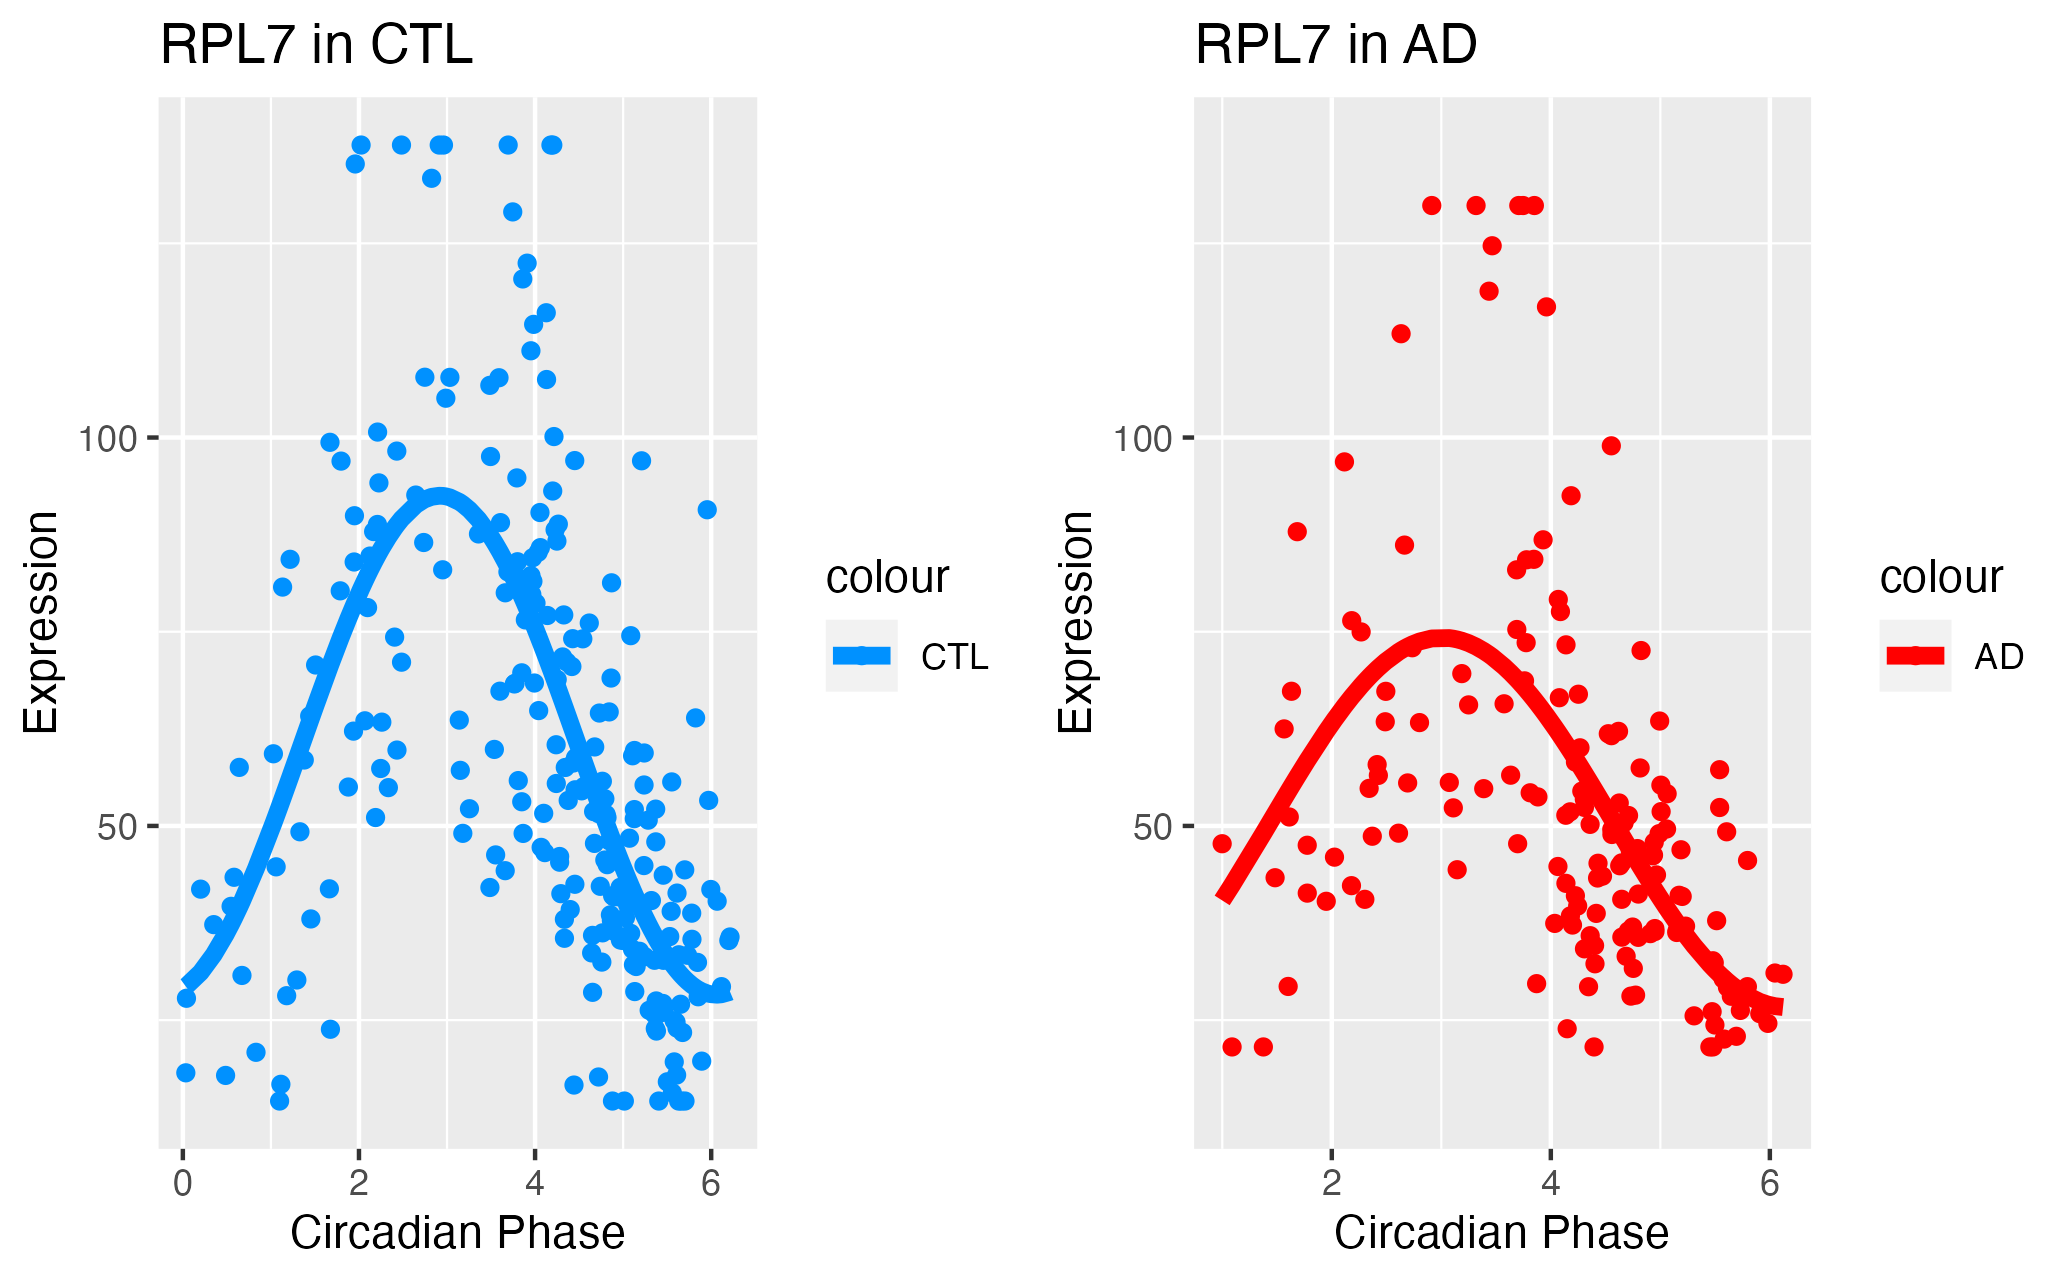 RPL7 in CTL
Expression
100
50
0 2 4 6
Circadian Phase
colour
CTL
RPL7 in AD
Expression
100
50
2 4 6
Circadian Phase
colour
AD